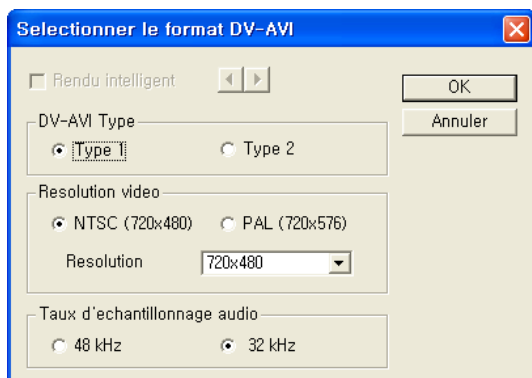 Selectionner le format DV-AVI
Rendu intelligent
OK
Annuler
DV-AVI Type
Type 1
Type 2
Resolution video
NTSC (720x480)
PAL (720x576)
Resolution
720x480
Taux d'echantillonnage audio
48 kHz
32 kHz